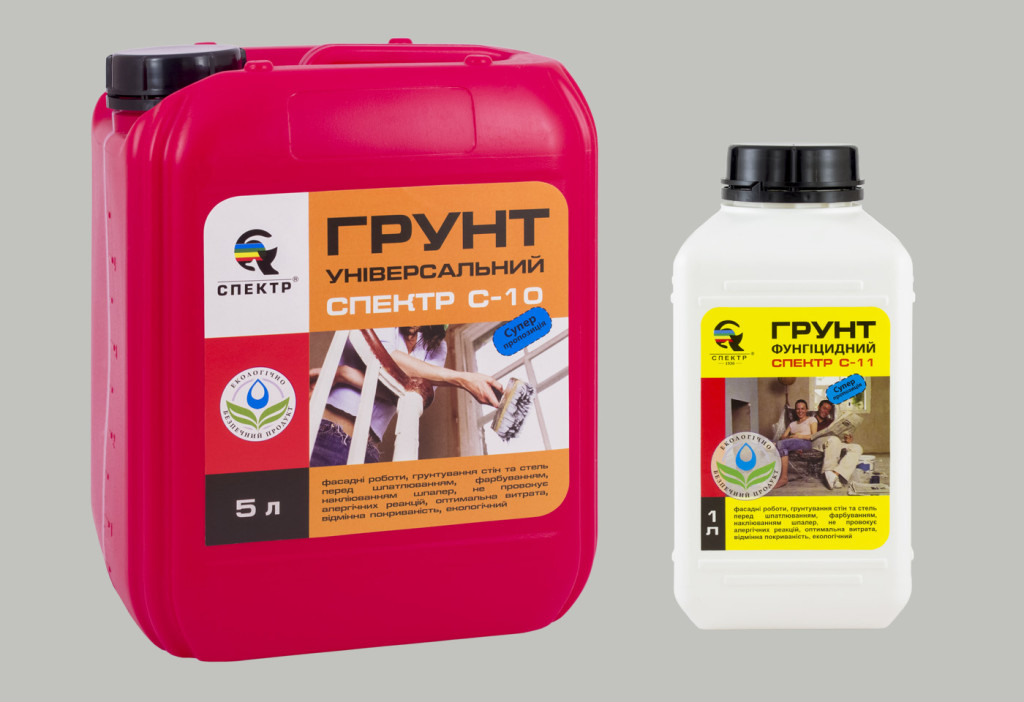 СПЕКТР®
ГРУНТ
УНІВЕРСАЛЬНИЙ
СПЕКТР С-10
Супер
пропозиція
ЕКОЛОГІЧНО
БЕЗПЕЧНИЙ ПРОДУКТ
5 л
фасадні роботи, грунтування стін та стель
перед шпатлюванням, фарбуванням,
наклюванням шпалер, не провокує
алергічних реакцій, оптимальна витрата,
відмінна покриваність, екологічний
СПЕКТР®
ГРУНТ
ФУНГІЦИДНИЙ
СПЕКТР С-11
Супер
пропозиція
ЕКОЛОГІЧНО
БЕЗПЕЧНИЙ ПРОДУКТ
1
л
фасадні роботи, грунтування стін та стель
перед шпатлюванням, фарбуванням,
наклюванням шпалер, не провокує
алергічних реакцій, оптимальна витрата,
відмінна покриваність, екологічний